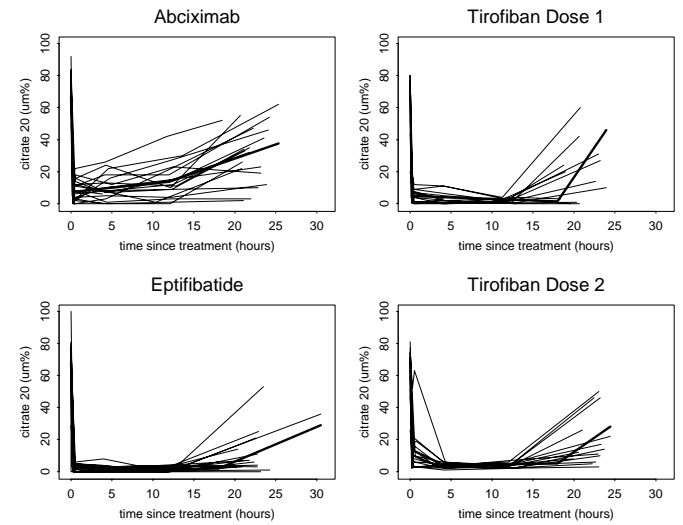 Abciximab
citrate 20 (um%)
0 20 40 60 80 100
0 5 10 15 20 25 30
time since treatment (hours)
Tirofiban Dose 1
citrate 20 (um%)
0 20 40 60 80 100
0 5 10 15 20 25 30
time since treatment (hours)
Eptifibatide
citrate 20 (um%)
0 20 40 60 80 100
0 5 10 15 20 25 30
time since treatment (hours)
Tirofiban Dose 2
citrate 20 (um%)
0 20 40 60 80 100
0 5 10 15 20 25 30
time since treatment (hours)